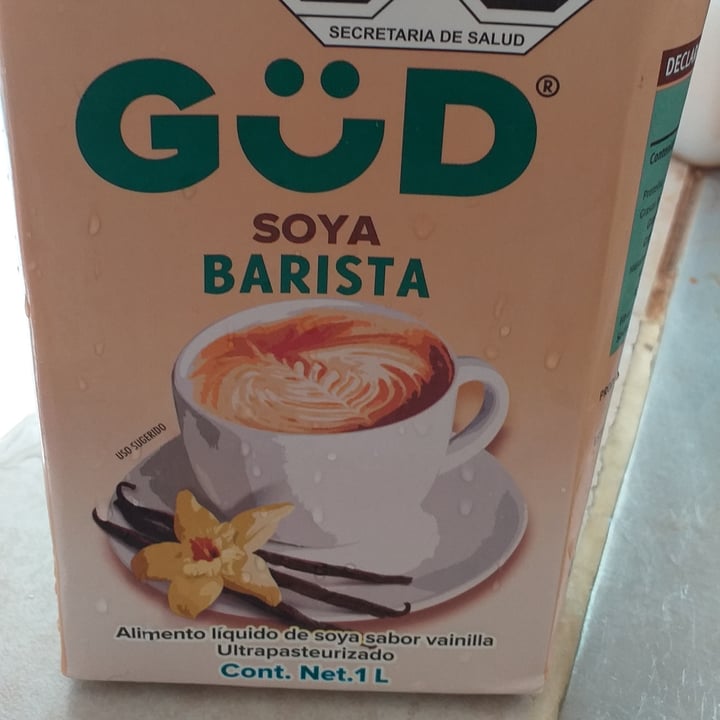 SECRETARIA DE SALUD
GÜD®
SOYA
BARISTA
USO SUGERIDO
Alimento líquido de soya sabor vainilla
Ultrapasteurizado
Cont. Net.1 L